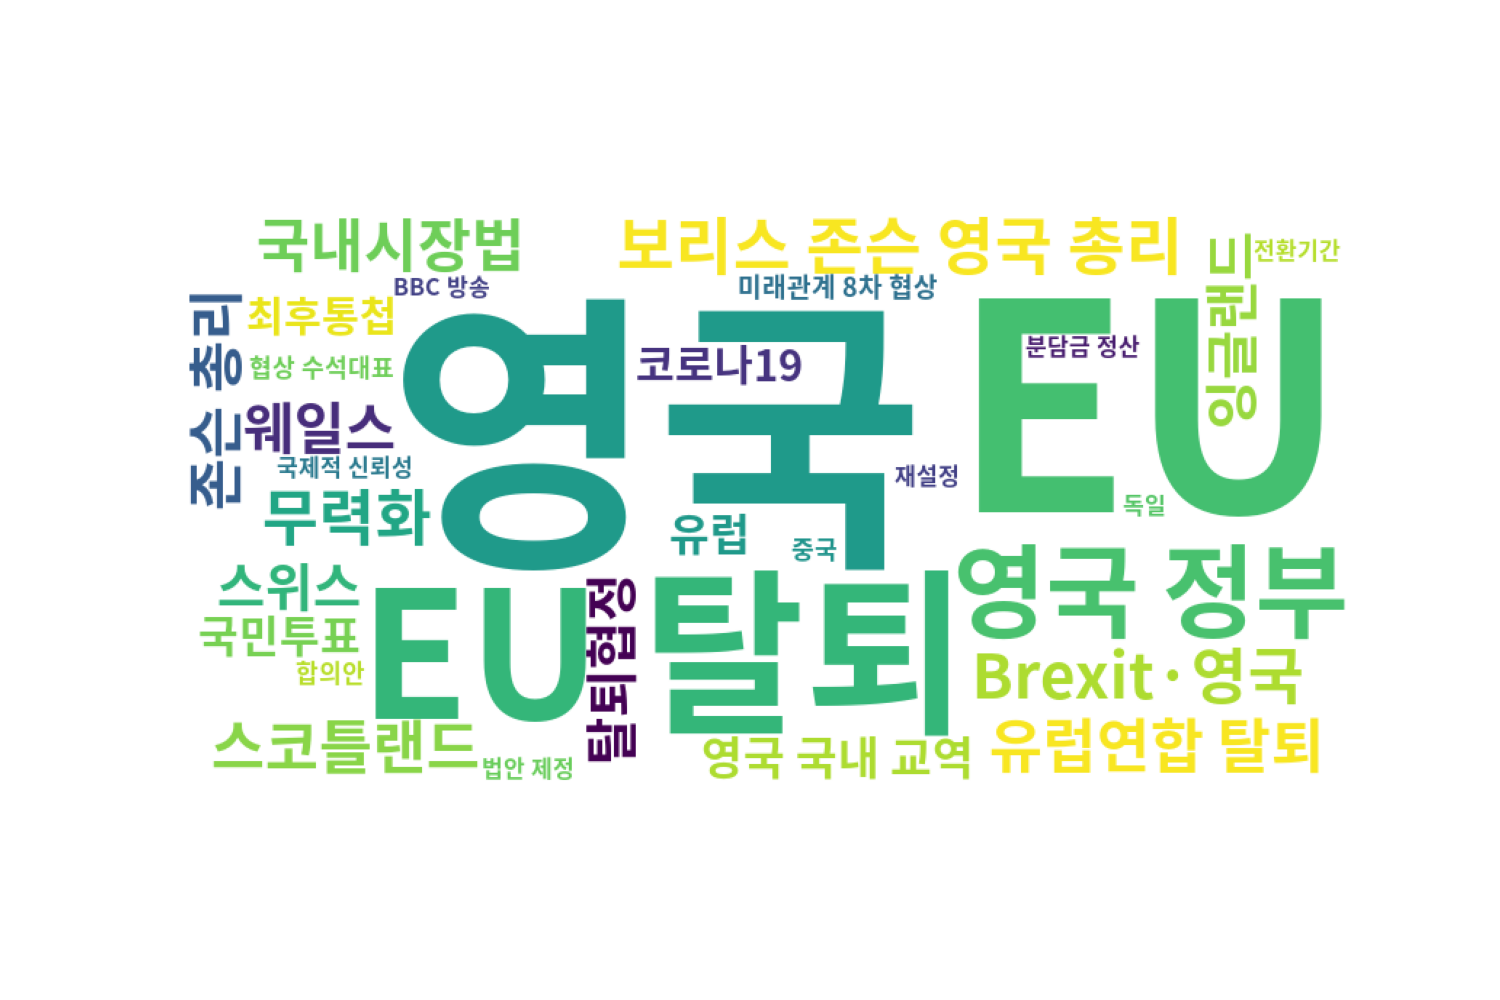 국내시장법
보리스 존슨 영국 총리
잉글랜드
전환기간
BBC 방송
미래관계 8차 협상
존슨 총리
최후통첩
영국
EU
분담금 정산
코로나19
협상 수석대표
웨일스
국제적 신뢰성
재설정
무력화
독일
유럽
중국
영국 정부
스위스
EU 탈퇴
탈퇴협정
국민투표
합의안
Brexit·영국
스코틀랜드
유럽연합 탈퇴
영국 국내 교역
법안 제정